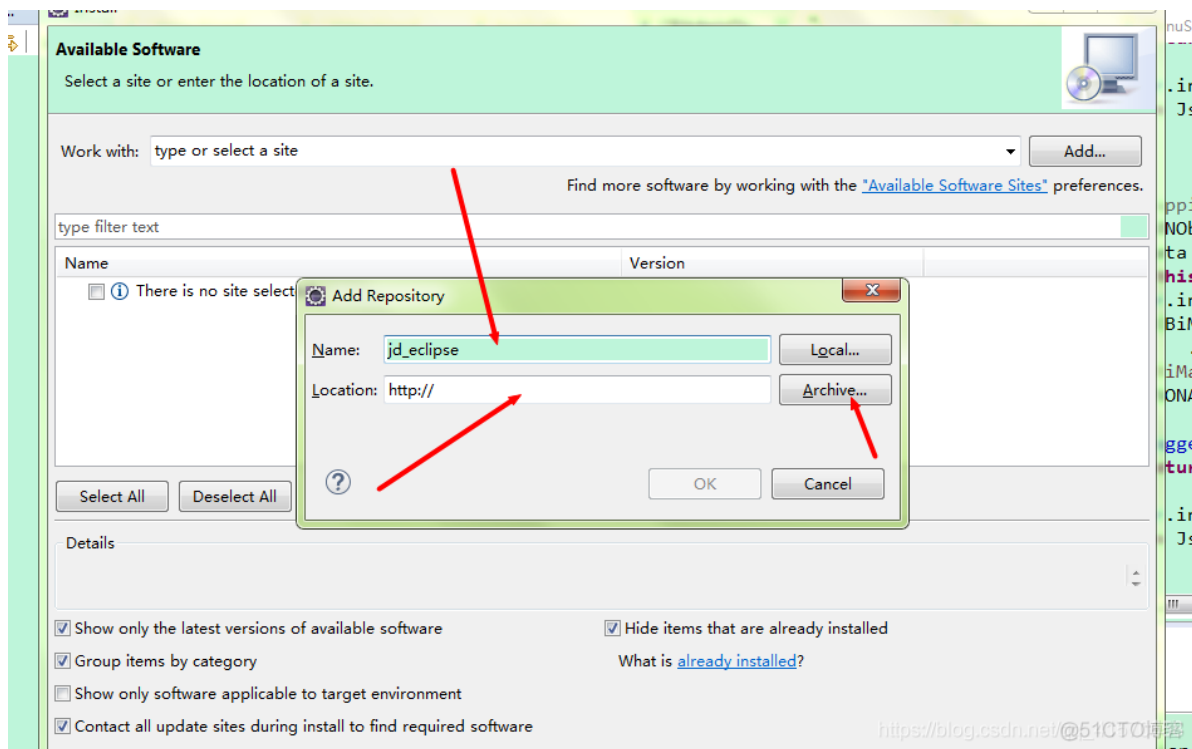 Install
Available Software
Select a site or enter the location of a site.
Work with: type or select a site Add...
Find more software by working with the "Available Software Sites" preferences.
type filter text
Name Version
There is no site select
Add Repository
Name: jd_eclipse Local...
Location: http:// Archive...
? OK Cancel
Select All Deselect All
Details
Show only the latest versions of available software Hide items that are already installed
Group items by category What is already installed?
Show only software applicable to target environment
Contact all update sites during install to find required software
https://blog.csdn.net/
@51CTO博客